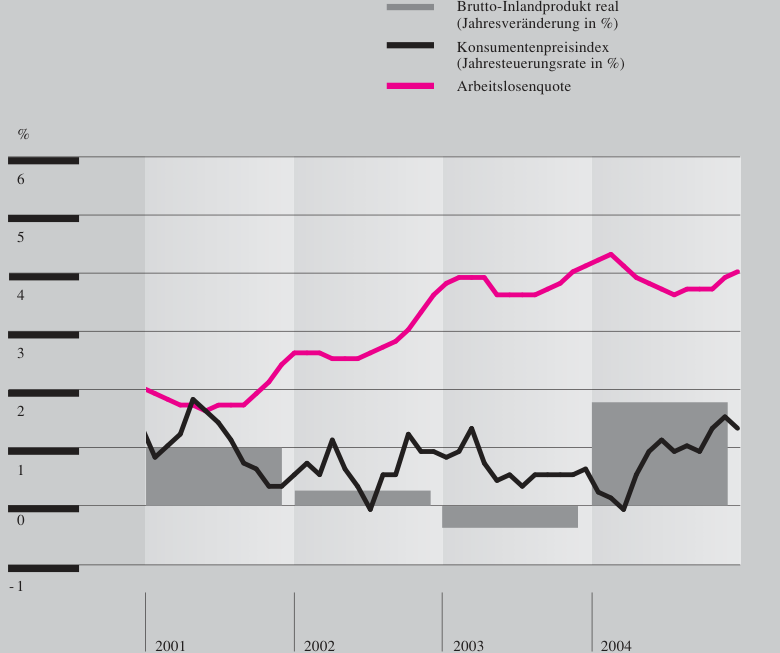 Brutto-Inlandprodukt real
(Jahresveränderung in %)
Konsumentenpreisindex
(Jahresteuerungsrate in %)
Arbeitslosenquote
%
6
5
4
3
2
1
0
-1
2001 2002 2003 2004